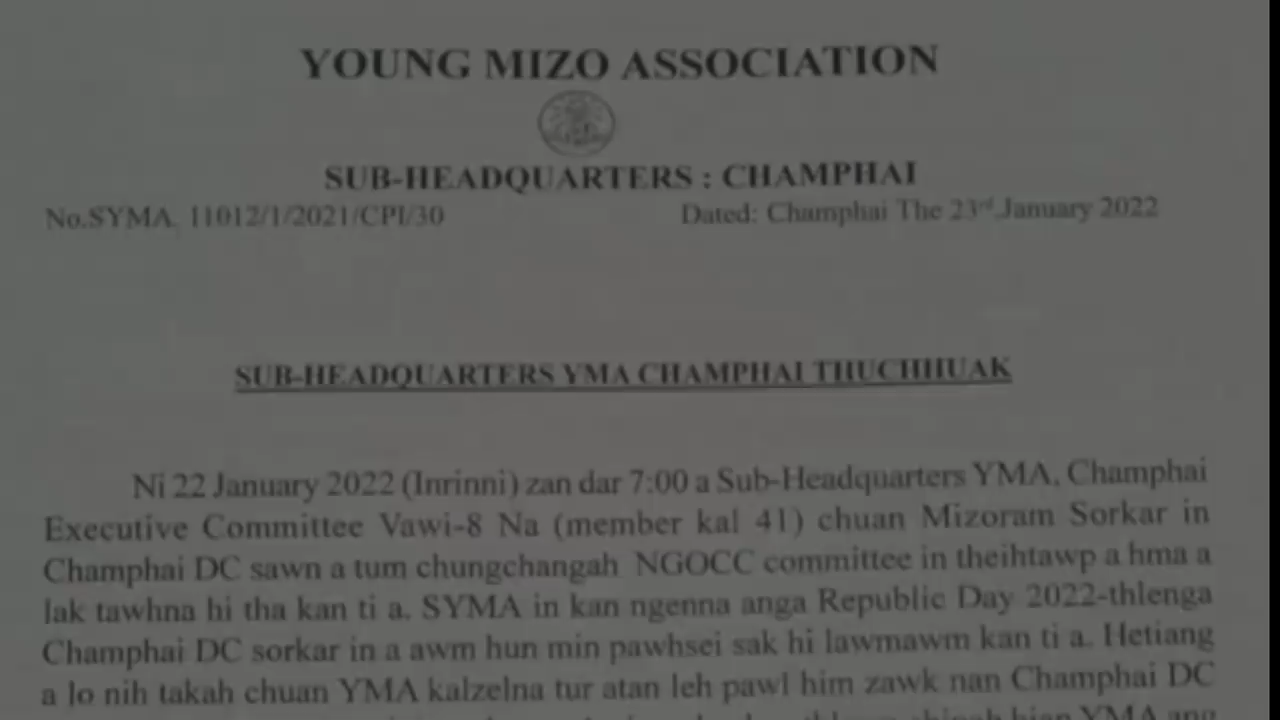 YOUNG MIZO ASSOCIATION
SUB-HEADQUARTERS : CHAMPHAI
No.SYMA. 11012/1/2021/CPI/30 Dated: Champhai The 23rd January 2022
SUB-HEADQUARTERS YMA CHAMPHAI THUCHHUAK
Ni 22 January 2022 (Inrinni) zan dar 7:00 a Sub-Headquarters YMA, Champhai
Executive Committee Vawi-8 Na (member kal 41) chuan Mizoram Sorkar in
Champhai DC sawn a tum chungchangah NGOCC committee in theihtawp a hma a
lak tawhna hi tha kan ti a. SYMA in kan ngenna anga Republic Day 2022-thlenga
Champhai DC sorkar in a awm hun min pawhsei sak hi lawmawm kan ti a. Hetiang
a lo nih takah chuan YMA kalzelna tur atan leh pawl him zawk nan Champhai DC
hian YMA ang